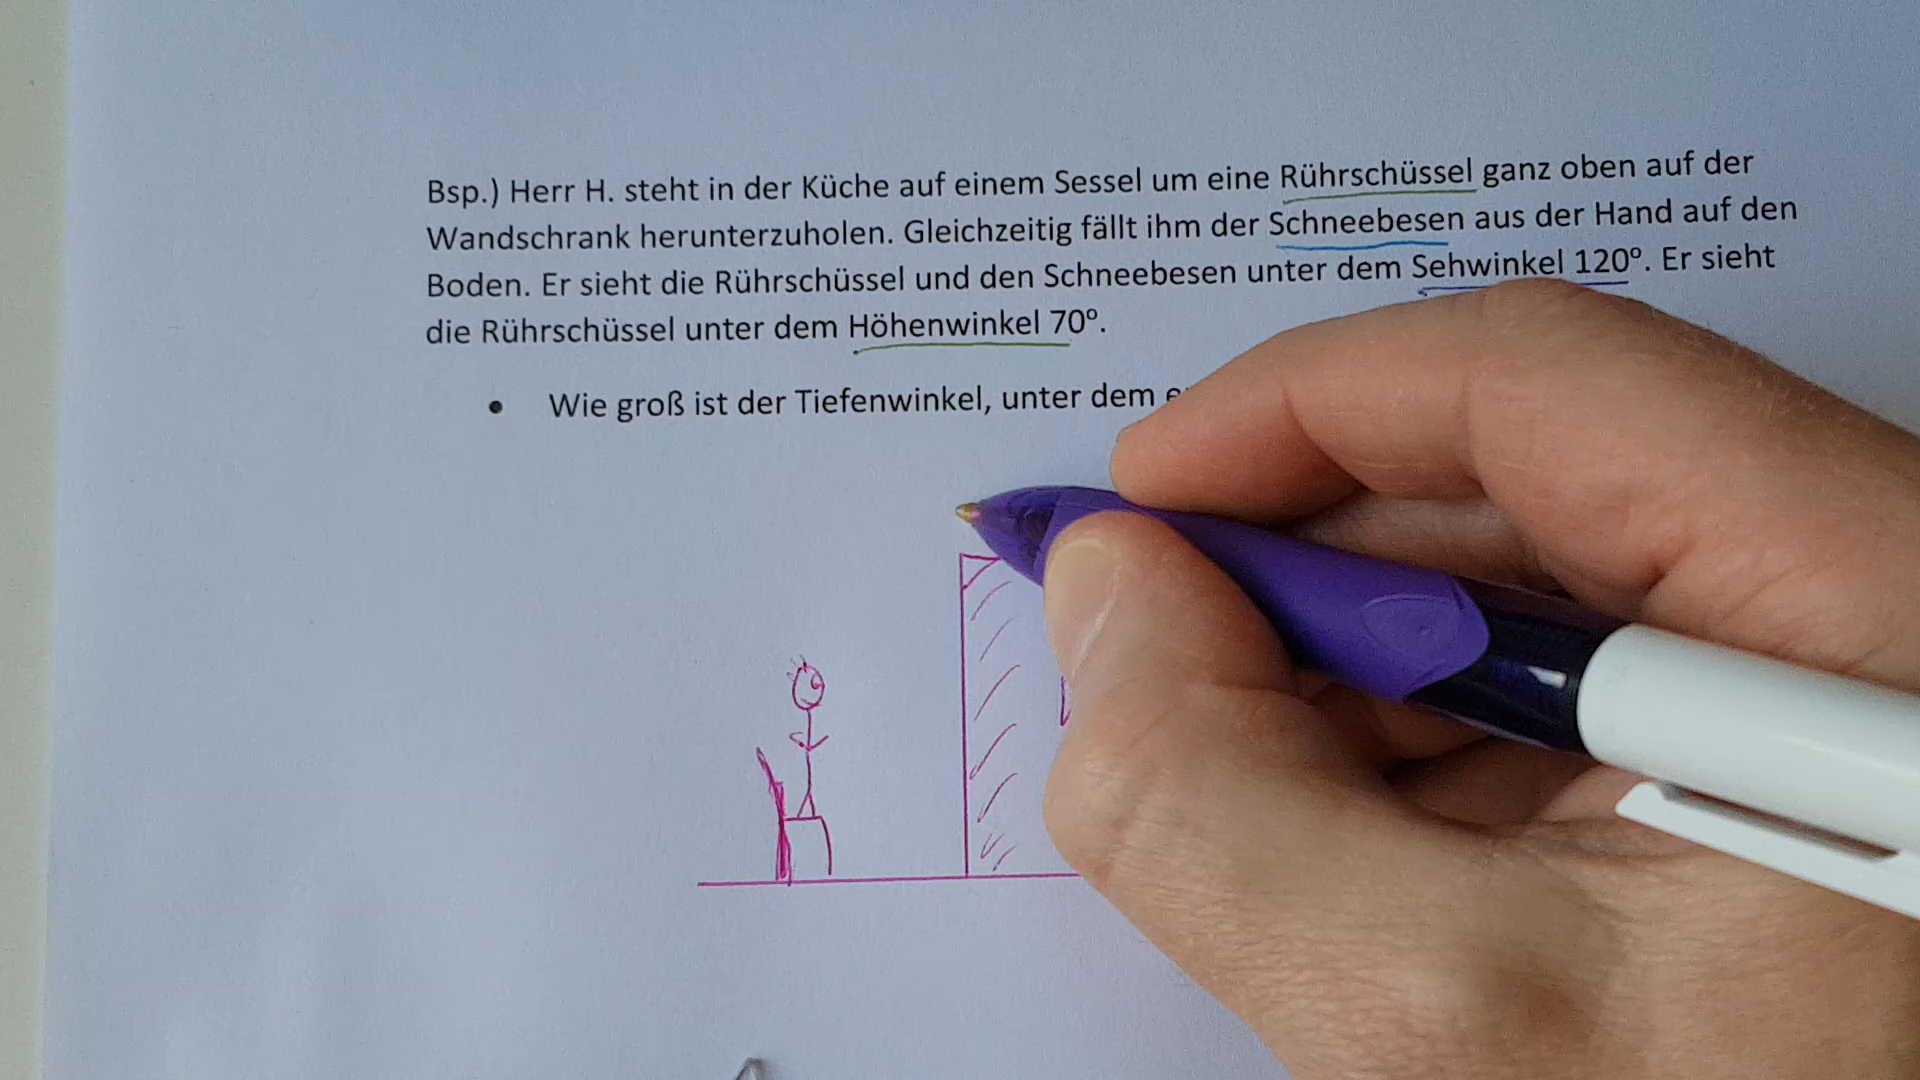 Bsp.) Herr H. steht in der Küche auf einem Sessel um eine Rührschüssel ganz oben auf der
Wandschrank herunterzuholen. Gleichzeitig fällt ihm der Schneebesen aus der Hand auf den
Boden. Er sieht die Rührschüssel und den Schneebesen unter dem Sehwinkel 120º. Er sieht
die Rührschüssel unter dem Höhenwinkel 70º.
• Wie groß ist der Tiefenwinkel, unter dem